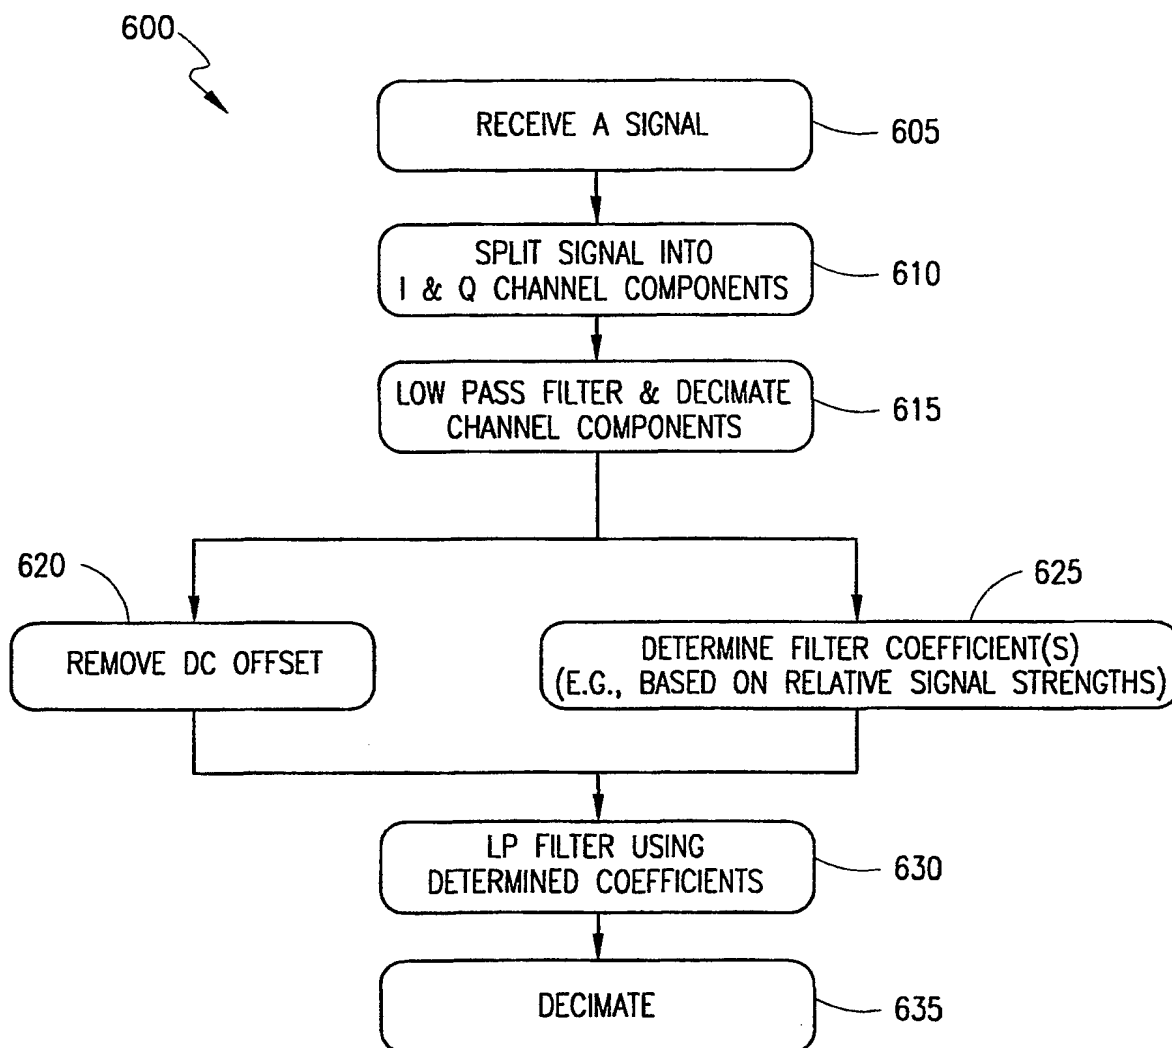 600
RECEIVE A SIGNAL
605
SPLIT SIGNAL INTO
I & Q CHANNEL COMPONENTS
610
LOW PASS FILTER & DECIMATE
CHANNEL COMPONENTS
615
620
REMOVE DC OFFSET
625
DETERMINE FILTER COEFFICIENT(S)
(E.G., BASED ON RELATIVE SIGNAL STRENGTHS)
LP FILTER USING
DETERMINED COEFFICIENTS
630
DECIMATE
635